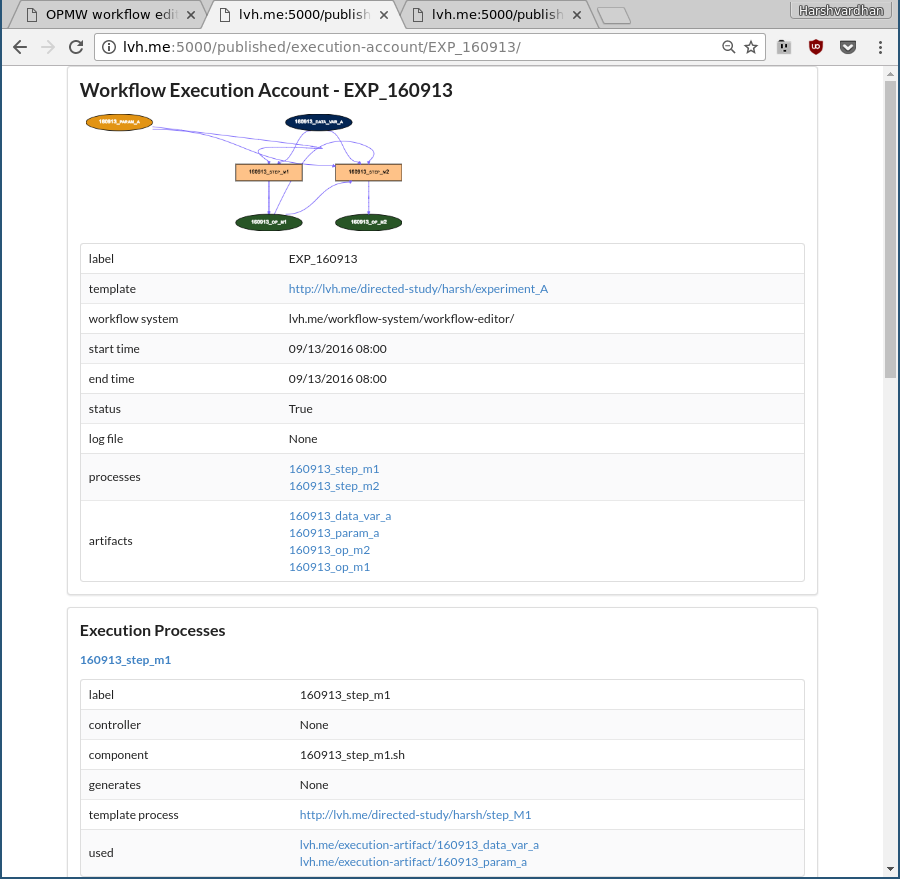 OPMW workflow edi
lvh.me:5000/publish
lvh.me:5000/publish
Harshvardhan
lvh.me:5000/published/execution-account/EXP_160913/
Workflow Execution Account - EXP_160913
160913_PARAM_A
160913_DATA_VAR_A
160913_STEP_M1
160913_STEP_M2
160913_OP_M1
160913_OP_M2
label EXP_160913
template http://lvh.me/directed-study/harsh/experiment_A
workflow system lvh.me/workflow-system/workflow-editor/
start time 09/13/2016 08:00
end time 09/13/2016 08:00
status True
log file None
processes 160913_step_m1
160913_step_m2
artifacts 160913_data_var_a
160913_param_a
160913_op_m2
160913_op_m1
Execution Processes
160913_step_m1
label 160913_step_m1
controller None
component 160913_step_m1.sh
generates None
template process http://lvh.me/directed-study/harsh/step_M1
used lvh.me/execution-artifact/160913_data_var_a
lvh.me/execution-artifact/160913_param_a